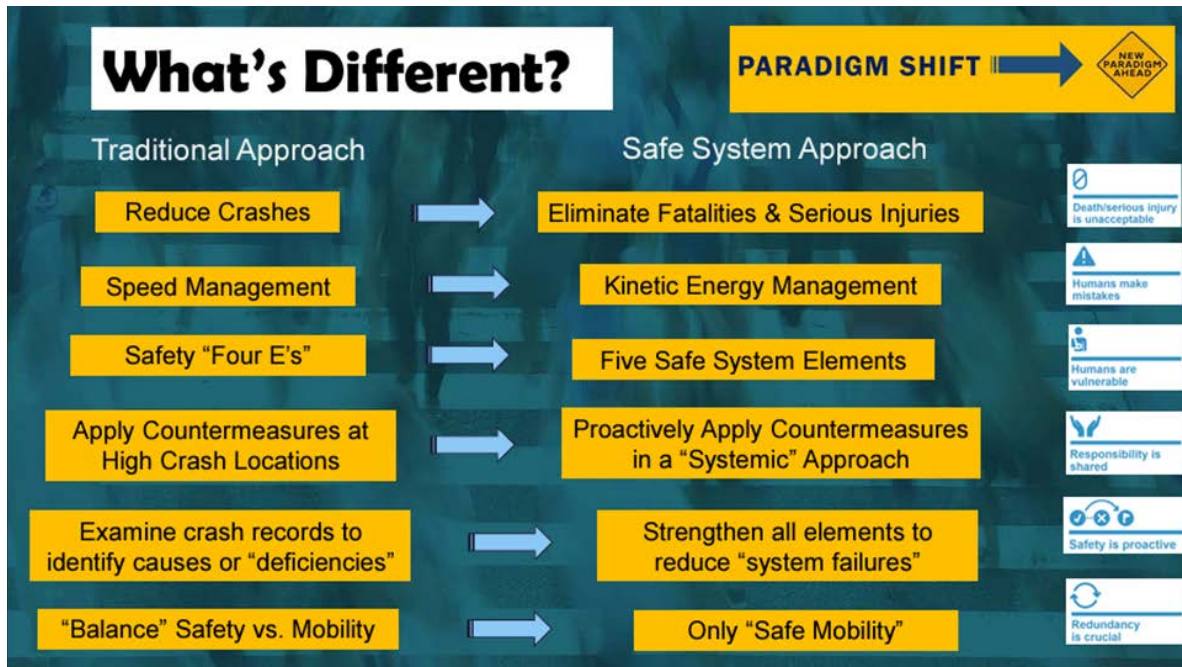 What's Different?
PARADIGM SHIFT
NEW
PARADIGM
AHEAD
Traditional Approach
Safe System Approach
Reduce Crashes
Eliminate Fatalities & Serious Injuries
Speed Management
Kinetic Energy Management
Safety “Four E's”
Five Safe System Elements
Apply Countermeasures at
High Crash Locations
Proactively Apply Countermeasures
in a “Systemic” Approach
Examine crash records to
identify causes or “deficiencies”
Strengthen all elements to
reduce “system failures”
“Balance” Safety vs. Mobility
Only “Safe Mobility”
Death/serious injury
is unacceptable
Humans make
mistakes
Humans are
vulnerable
Responsibility is
shared
Safety is proactive
Redundancy
is crucial